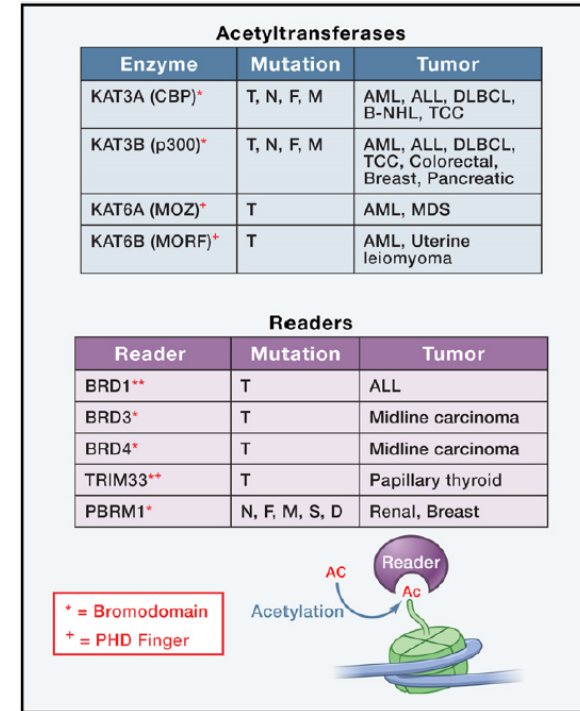 Acetyltransferases
Enzyme Mutation Tumor
KAT3A (CBP)* T, N, F, M AML, ALL, DLBCL,
B-NHL, TCC
KAT3B (p300)* T, N, F, M AML, ALL, DLBCL,
TCC, Colorectal,
Breast, Pancreatic
KAT6A (MOZ)+ T AML, MDS
KAT6B (MORF)+ T AML, Uterine
leiomyoma
Readers
Reader Mutation Tumor
BRD1** T ALL
BRD3* T Midline carcinoma
BRD4* T Midline carcinoma
TRIM33*+ T Papillary thyroid
PBRM1* N, F, M, S, D Renal, Breast
* = Bromodomain
+ = PHD Finger
AC
Acetylation
Reader
Ac